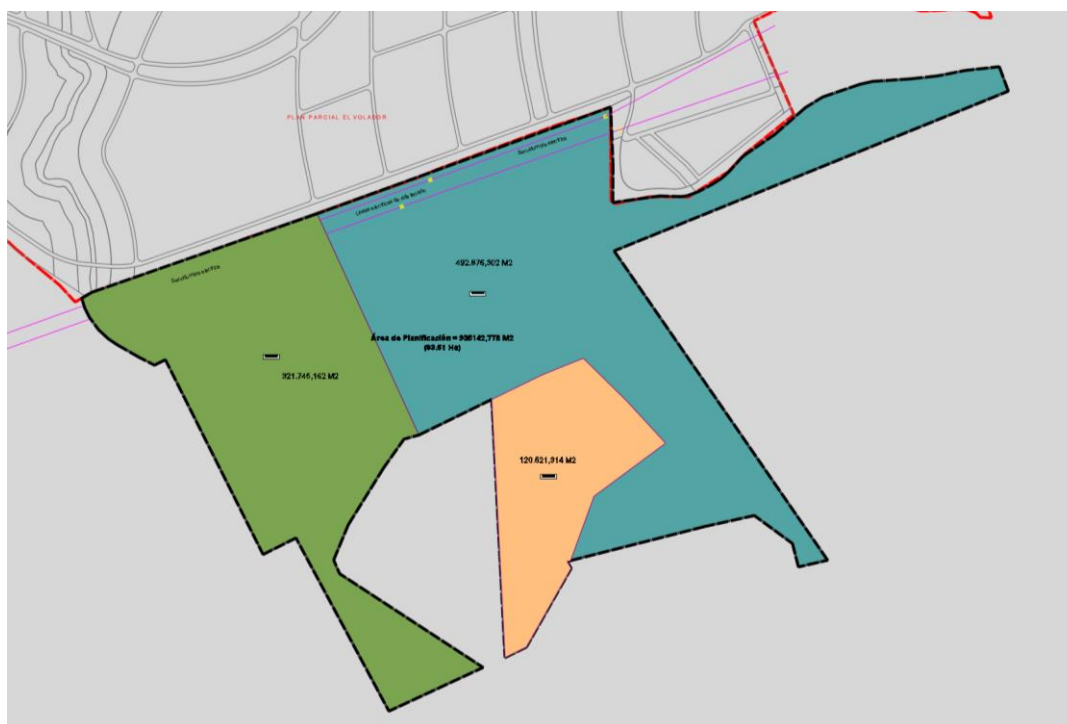 PLAN PARCIAL EL VOLADOR
492.876,302 M2
Área de Planificación = 935142,778 M2
(93.51 Ha)
321.745,162 M2
120.521,314 M2